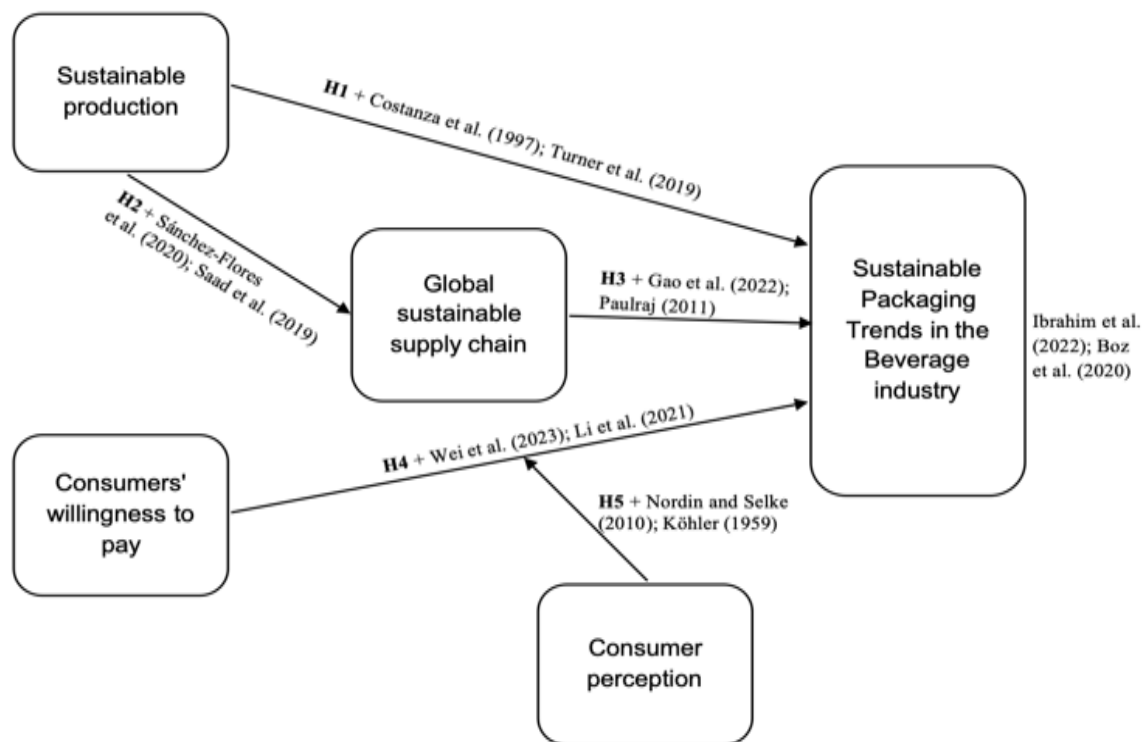 Sustainable
production
H1 + Costanza et al. (1997); Turner et al. (2019)
H2 + Sánchez-Flores
et al. (2020); Saad et al. (2019)
Global
sustainable
supply chain
H3 + Gao et al. (2022);
Paulraj (2011)
Sustainable
Packaging
Trends in the
Beverage
industry
Ibrahim et al.
(2022); Boz
et al. (2020)
H4 + Wei et al. (2023); Li et al. (2021)
Consumers'
willingness to
pay
H5 + Nordin and Selke
(2010); Köhler (1959)
Consumer
perception